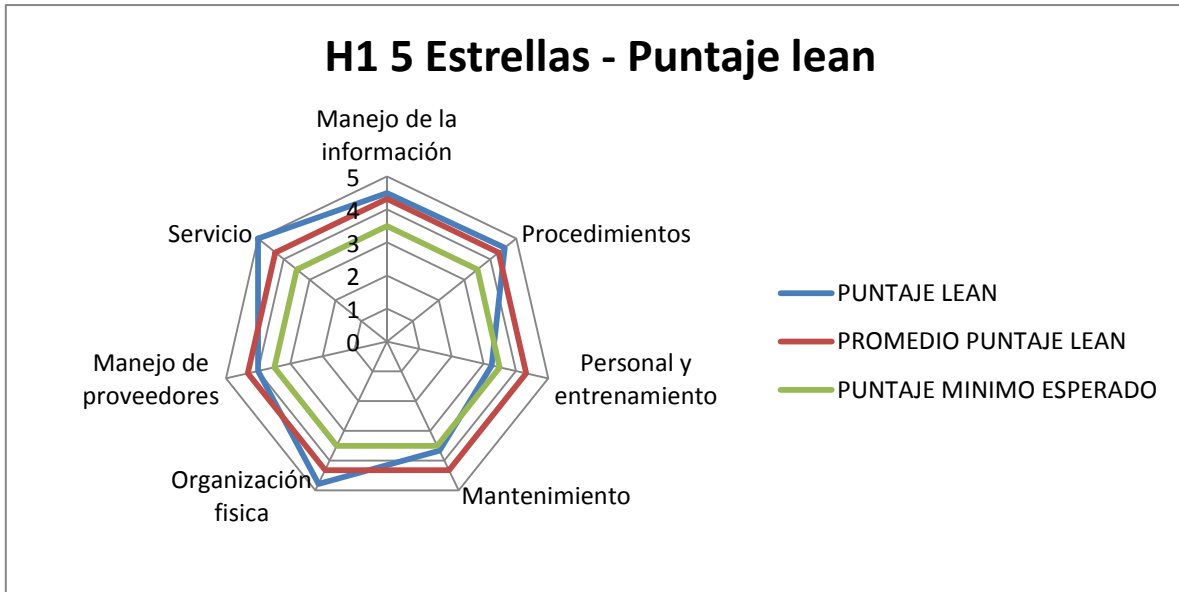 H1 5 Estrellas - Puntaje lean
Manejo de la
información
5
4
3
2
1
0
Procedimientos
Personal y
entrenamiento
Mantenimiento
Organización
fisica
Manejo de
proveedores
Servicio
PUNTAJE LEAN
PROMEDIO PUNTAJE LEAN
PUNTAJE MINIMO ESPERADO